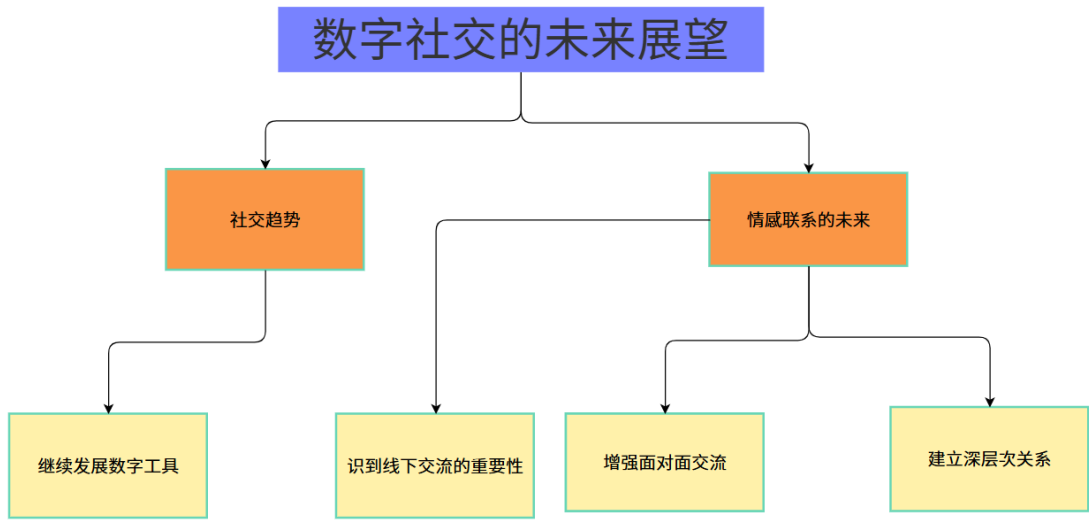 数字社交的未来展望
社交趋势
情感联系的未来
继续发展数字工具
识到线下交流的重要性
增强面对面交流
建立深层次关系